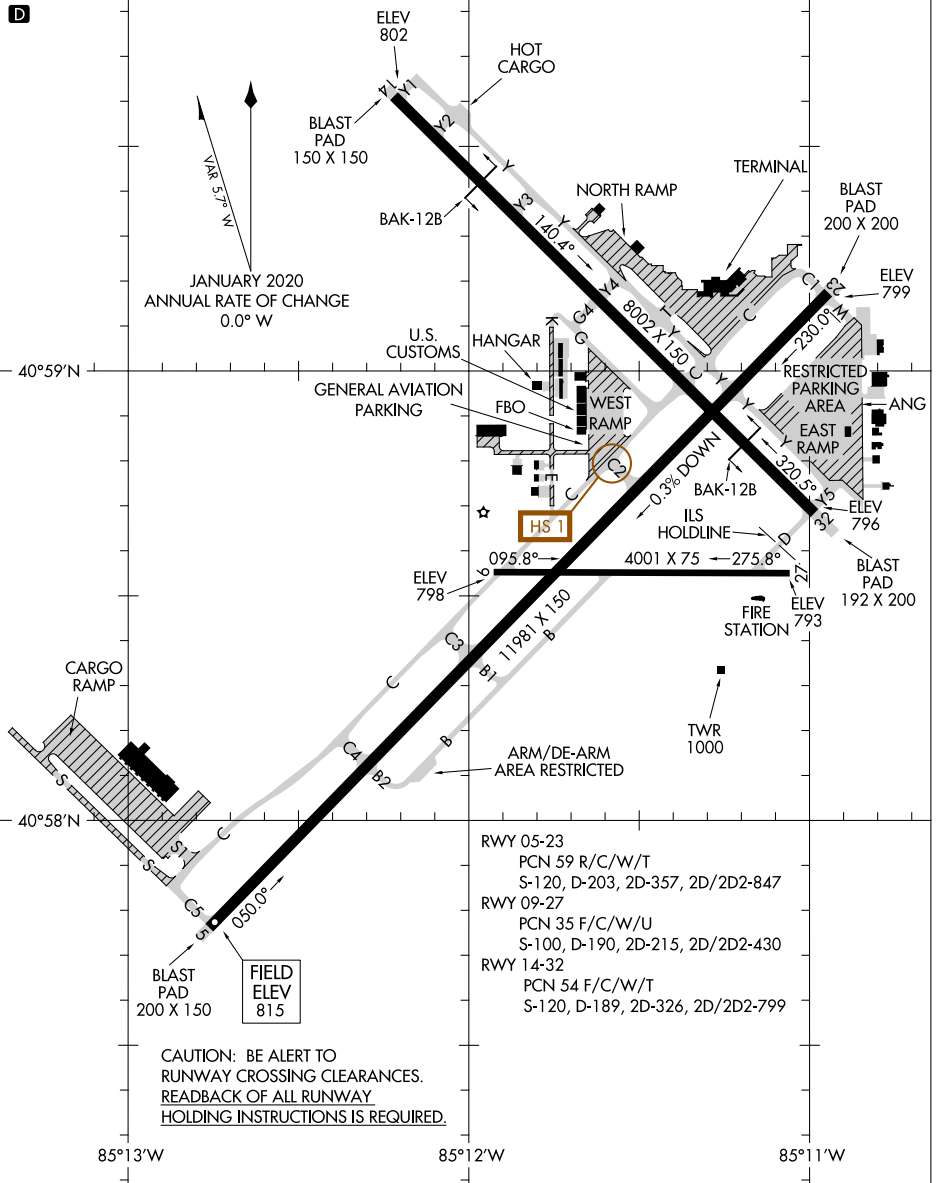 D
ELEV
802
HOT
CARGO
14
Y1
BLAST
PAD
150 X 150
Y2
VAR 5.7° W
Y
TERMINAL
BAK-12B
Y3
NORTH RAMP
BLAST
PAD
200 X 200
140.4°
Y
JANUARY 2020
ANNUAL RATE OF CHANGE
0.0° W
C1
23
ELEV
799
Y4
8002 X 150
Y
C
W
230.0°
K
G4
G
U.S.
CUSTOMS
HANGAR
C
Y
40°59'N
GENERAL AVIATION
PARKING
FBO
WEST
RAMP
RESTRICTED
PARKING
AREA
ANG
Y
EAST
RAMP
Y
C2
0.3% DOWN
BAK-12B
320.5°
E
C
HS 1
Y5
32
ELEV
796
ILS
HOLDLINE
D
095.8°
4001 X 75
275.8°
9
27
ELEV
798
BLAST
PAD
192 X 200
11981 X 150
FIRE
STATION
ELEV
793
C3
B
B1
CARGO
RAMP
C
TWR
1000
C4
B
B2
ARM/DE-ARM
AREA RESTRICTED
S
40°58'N
C
S1
S
C5
050.0°
5
BLAST
PAD
200 X 150
FIELD
ELEV
815
RWY 05-23
PCN 59 R/C/W/T
S-120, D-203, 2D-357, 2D/2D2-847
RWY 09-27
PCN 35 F/C/W/U
S-100, D-190, 2D-215, 2D/2D2-430
RWY 14-32
PCN 54 F/C/W/T
S-120, D-189, 2D-326, 2D/2D2-799
CAUTION: BE ALERT TO
RUNWAY CROSSING CLEARANCES.
READBACK OF ALL RUNWAY
HOLDING INSTRUCTIONS IS REQUIRED.
85°13'W
85°12'W
85°11'W